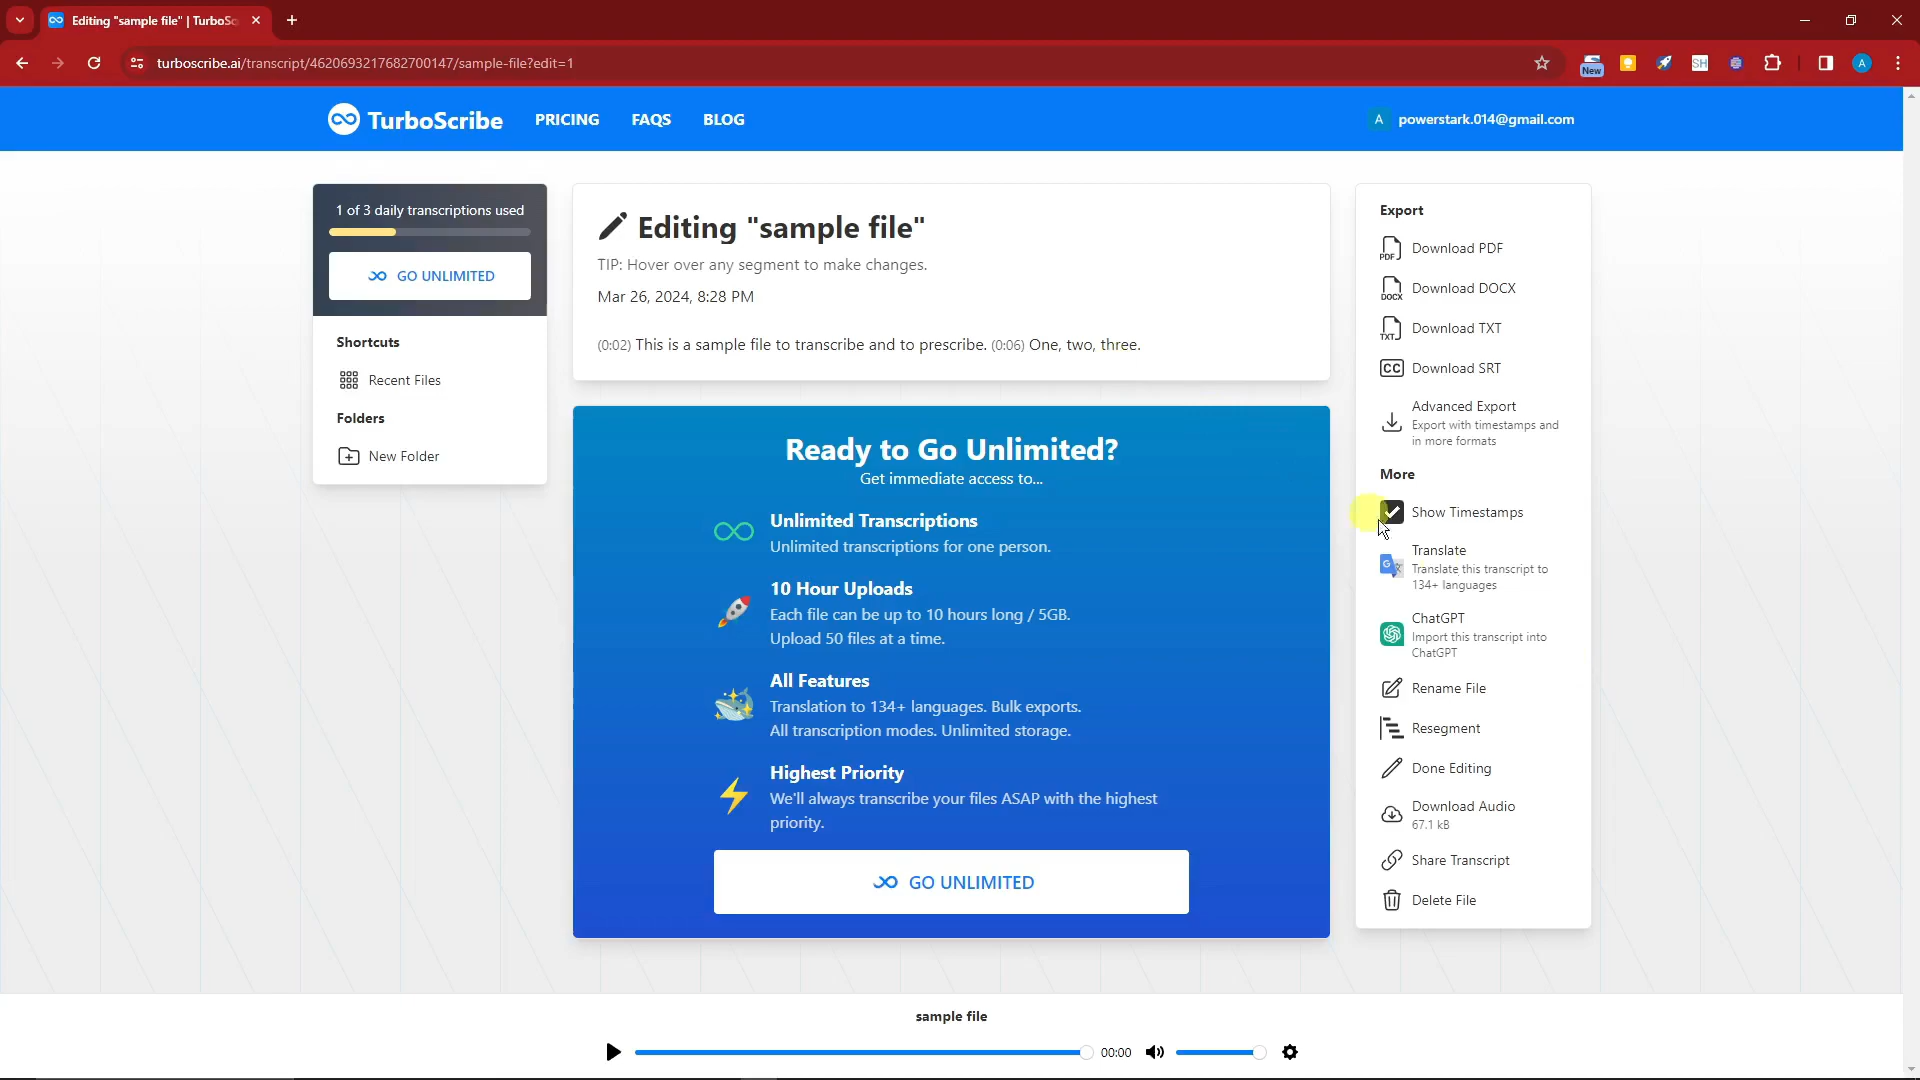 Editing "sample file" | TurboSc
turboscribe.ai/transcript/4620693217682700147/sample-file?edit=1
New
SH
A
TurboScribe
PRICING
FAQS
BLOG
A
powerstark.014@gmail.com
1 of 3 daily transcriptions used
GO UNLIMITED
Shortcuts
Recent Files
Folders
New Folder
Editing "sample file"
TIP: Hover over any segment to make changes.
Mar 26, 2024, 8:28 PM
(0:02) This is a sample file to transcribe and to prescribe. (0:06) One, two, three.
Ready to Go Unlimited?
Get immediate access to...
Unlimited Transcriptions
Unlimited transcriptions for one person.
10 Hour Uploads
Each file can be up to 10 hours long / 5GB.
Upload 50 files at a time.
All Features
Translation to 134+ languages. Bulk exports.
All transcription modes. Unlimited storage.
Highest Priority
We'll always transcribe your files ASAP with the highest
priority.
GO UNLIMITED
Export
PDF
Download PDF
DOCX
Download DOCX
TXT
Download TXT
CC
Download SRT
Advanced Export
Export with timestamps and
in more formats
More
Show Timestamps
G
Translate
Translate this transcript to
134+ languages
ChatGPT
Import this transcript into
ChatGPT
Rename File
Resegment
Done Editing
Download Audio
67.1 kB
Share Transcript
Delete File
sample file
00:00